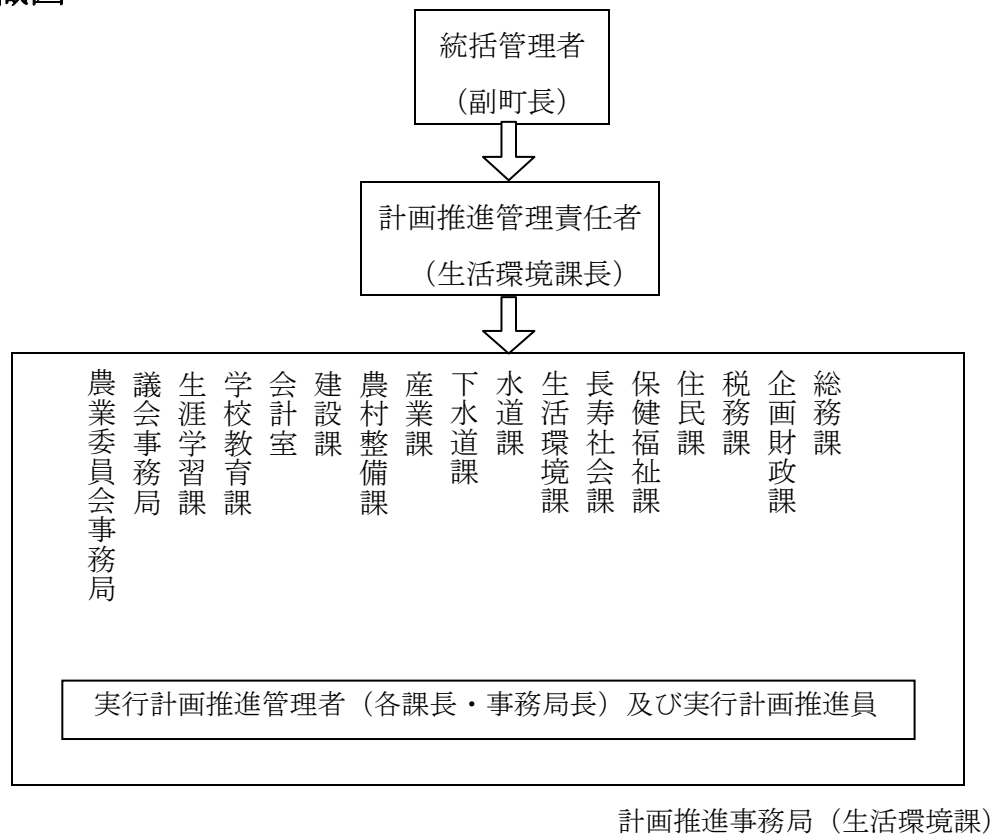 統括管理者
（副町長）
計画推進管理責任者
（生活環境課長）
総務課
企画財政課
税務課
住民課
保健福祉課
長寿社会課
生活環境課
水道課
下水道課
産業課
農村整備課
建設課
会計室
学校教育課
生涯学習課
議会事務局
農業委員会事務局
実行計画推進管理者（各課長・事務局長）及び実行計画推進員
計画推進事務局（生活環境課）